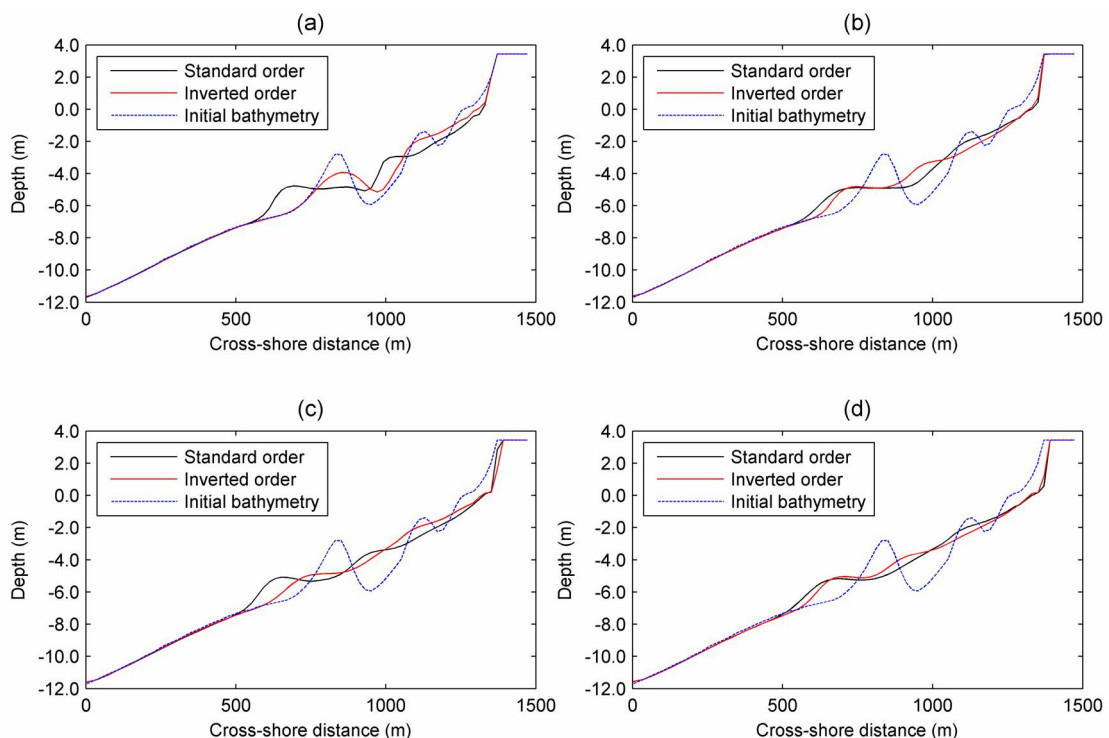 (a)
4.0
2.0
0.0
-2.0
-4.0
-6.0
-8.0
-10.0
-12.0
Depth (m)
Standard order
Inverted order
Initial bathymetry
0 500 1000 1500
Cross-shore distance (m)
(b)
4.0
2.0
0.0
-2.0
-4.0
-6.0
-8.0
-10.0
-12.0
Depth (m)
Standard order
Inverted order
Initial bathymetry
0 500 1000 1500
Cross-shore distance (m)
(c)
4.0
2.0
0.0
-2.0
-4.0
-6.0
-8.0
-10.0
-12.0
Depth (m)
Standard order
Inverted order
Initial bathymetry
0 500 1000 1500
Cross-shore distance (m)
(d)
4.0
2.0
0.0
-2.0
-4.0
-6.0
-8.0
-10.0
-12.0
Depth (m)
Standard order
Inverted order
Initial bathymetry
0 500 1000 1500
Cross-shore distance (m)